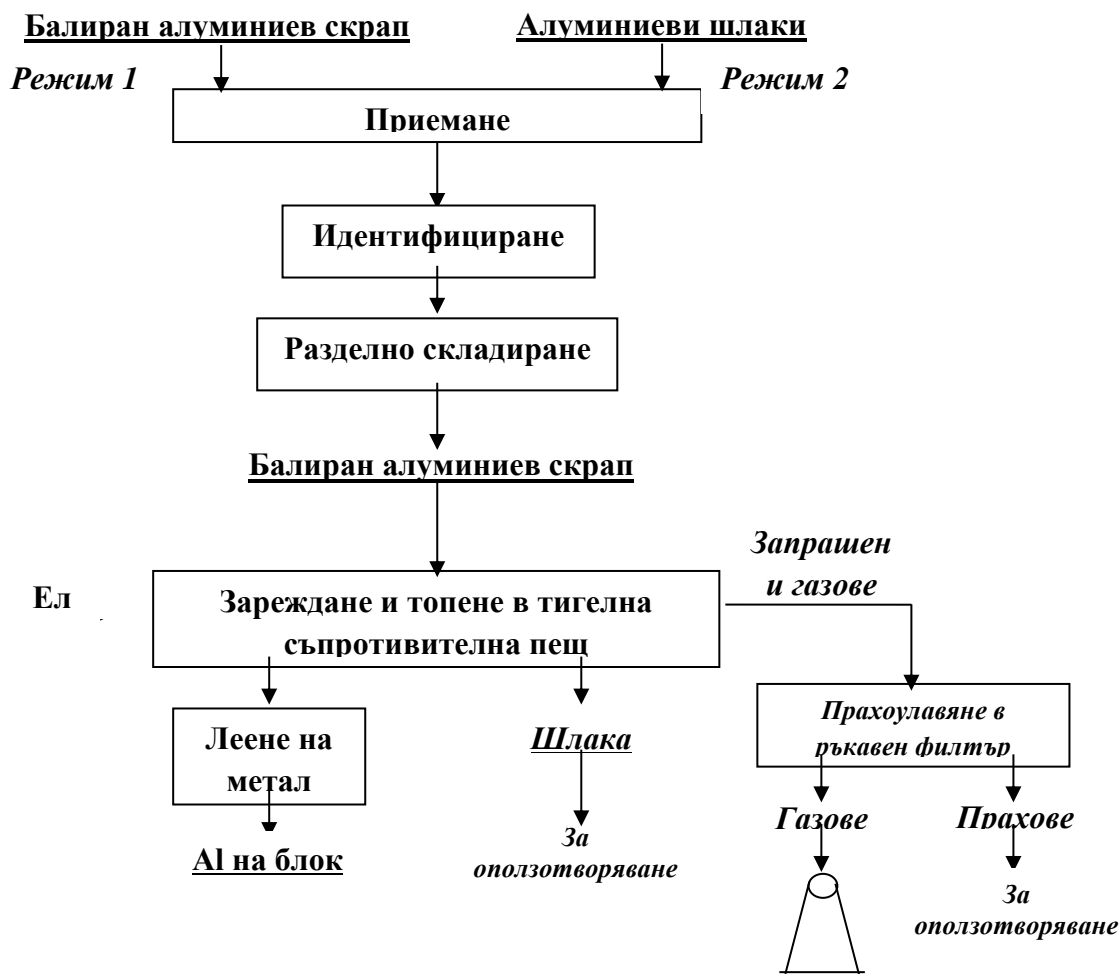 Балиран алуминиев скрап
Алуминиеви шлаки
Режим 1
Режим 2
Приемане
Идентифициране
Разделно складиране
Балиран алуминиев скрап
Запрашен
и газове
Ел
Зареждане и топене в тигелна
съпротивителна пещ
Прахоулавяне в
ръкавен филтър
Леене на
метал
Шлака
Газове
Прахове
Al на блок
За
оползотворяване
За
оползотворяване